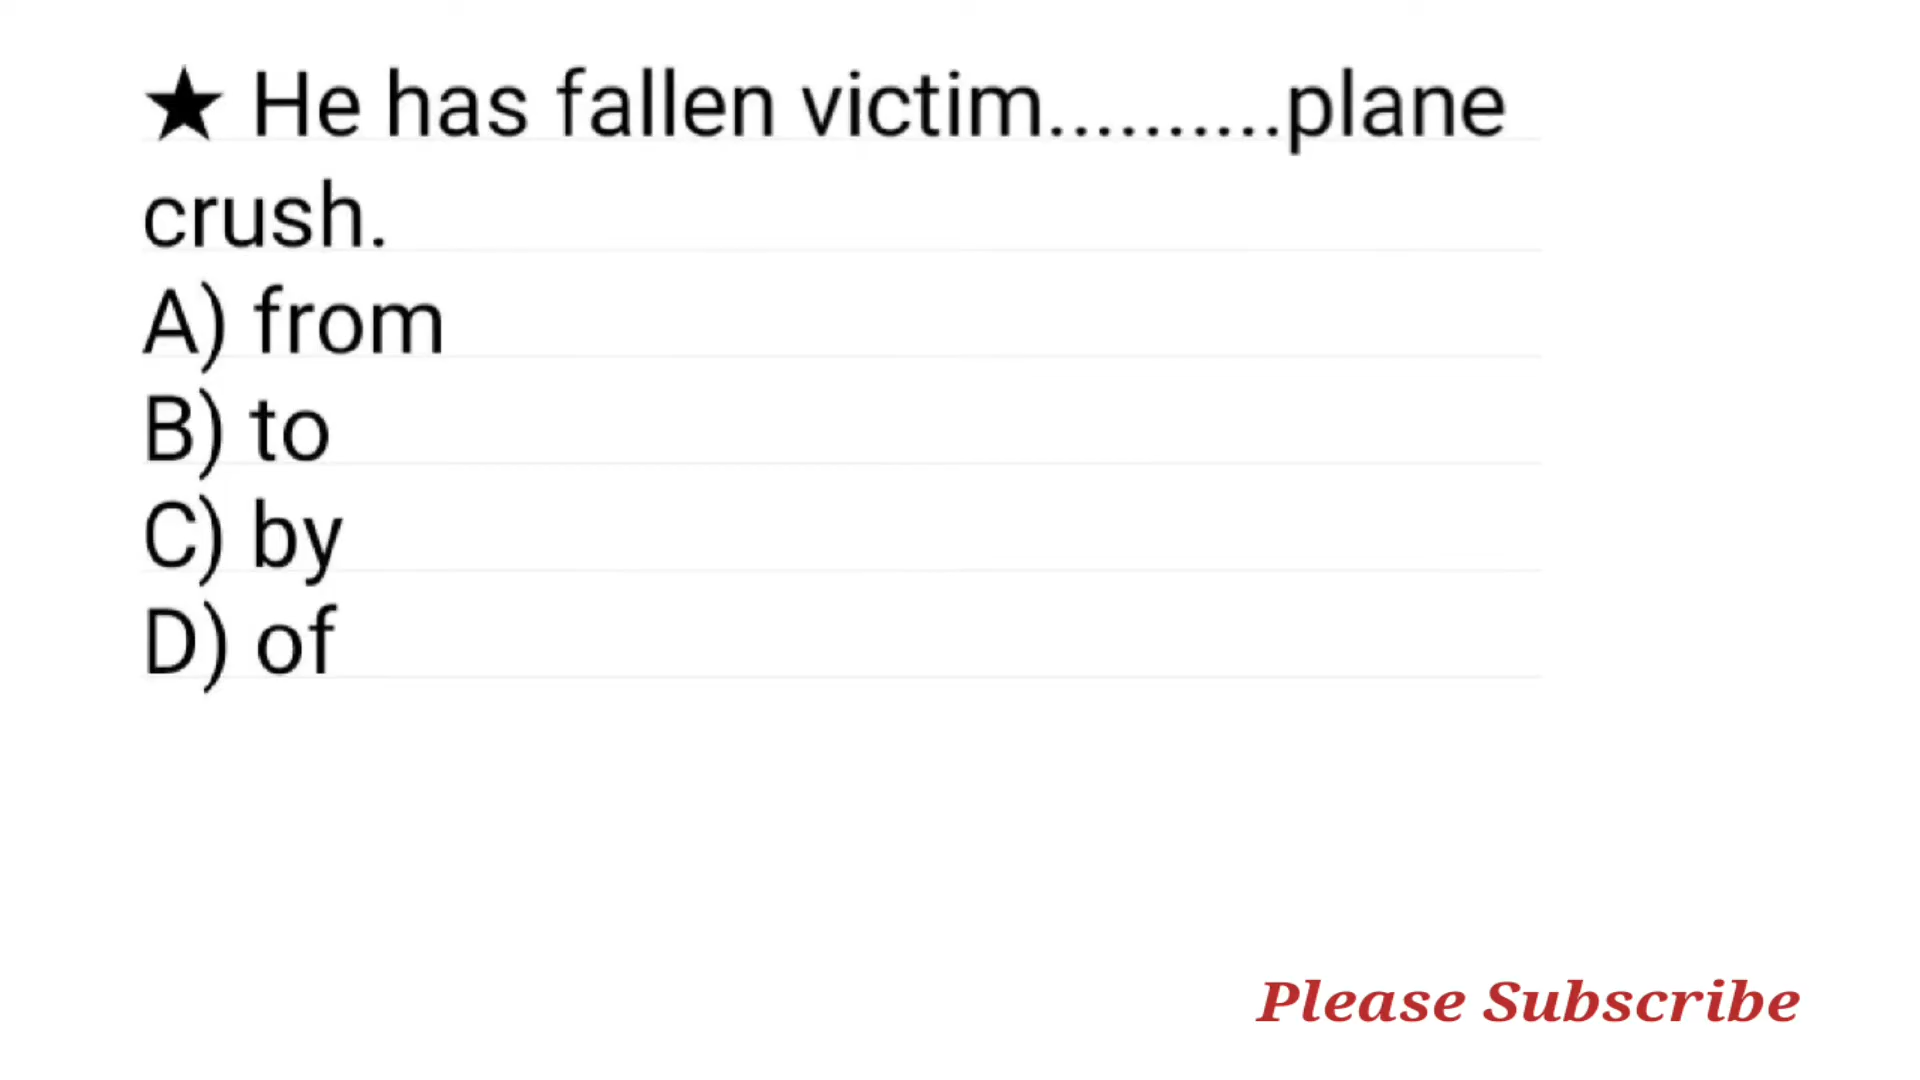 ★ He has fallen victim..........plane
crush.
A) from
B) to
C) by
D) of
Please Subscribe